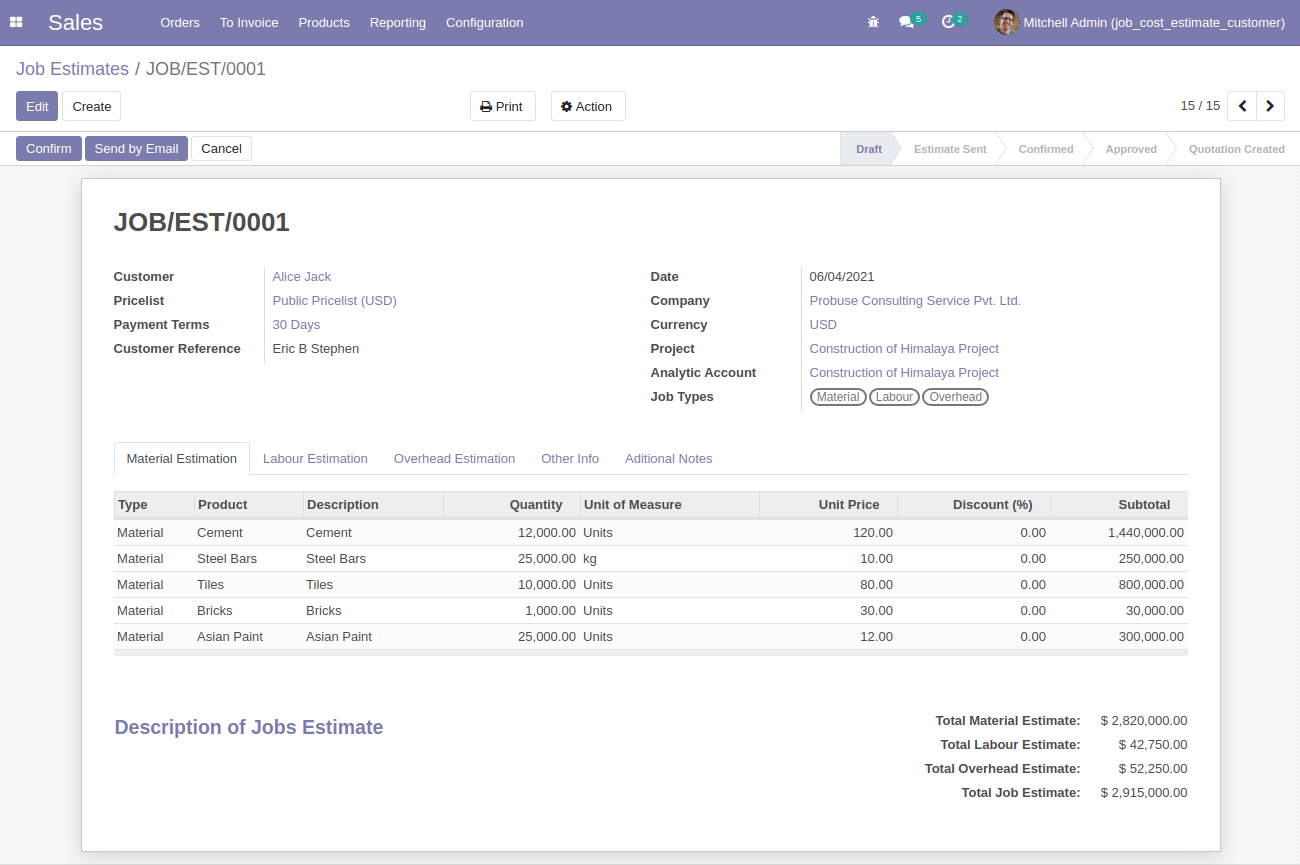 Sales Orders To Invoice Products Reporting Configuration 5 2 Mitchell Admin (job_cost_estimate_customer)
Job Estimates / JOB/EST/0001
Edit Create Print Action 15 / 15
Confirm Send by Email Cancel Draft Estimate Sent Confirmed Approved Quotation Created
JOB/EST/0001
Customer Alice Jack Date 06/04/2021
Pricelist Public Pricelist (USD) Company Probuse Consulting Service Pvt. Ltd.
Payment Terms 30 Days Currency USD
Customer Reference Eric B Stephen Project Construction of Himalaya Project
Analytic Account Construction of Himalaya Project
Job Types Material Labour Overhead
Material Estimation Labour Estimation Overhead Estimation Other Info Aditional Notes
Type Product Description Quantity Unit of Measure Unit Price Discount (%) Subtotal
Material Cement Cement 12,000.00 Units 120.00 0.00 1,440,000.00
Material Steel Bars Steel Bars 25,000.00 kg 10.00 0.00 250,000.00
Material Tiles Tiles 10,000.00 Units 80.00 0.00 800,000.00
Material Bricks Bricks 1,000.00 Units 30.00 0.00 30,000.00
Material Asian Paint Asian Paint 25,000.00 Units 12.00 0.00 300,000.00
Description of Jobs Estimate Total Material Estimate: $ 2,820,000.00
Total Labour Estimate: $ 42,750.00
Total Overhead Estimate: $ 52,250.00
Total Job Estimate: $ 2,915,000.00